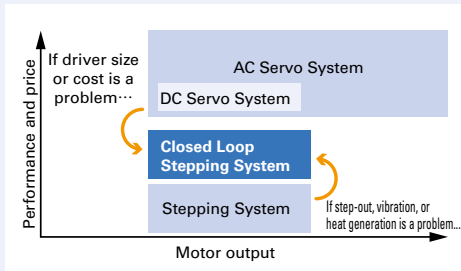 Performance and price
If driver size
or cost is a
problem…
AC Servo System
DC Servo System
Closed Loop
Stepping System
Stepping System
If step-out, vibration, or
heat generation is a problem...
Motor output